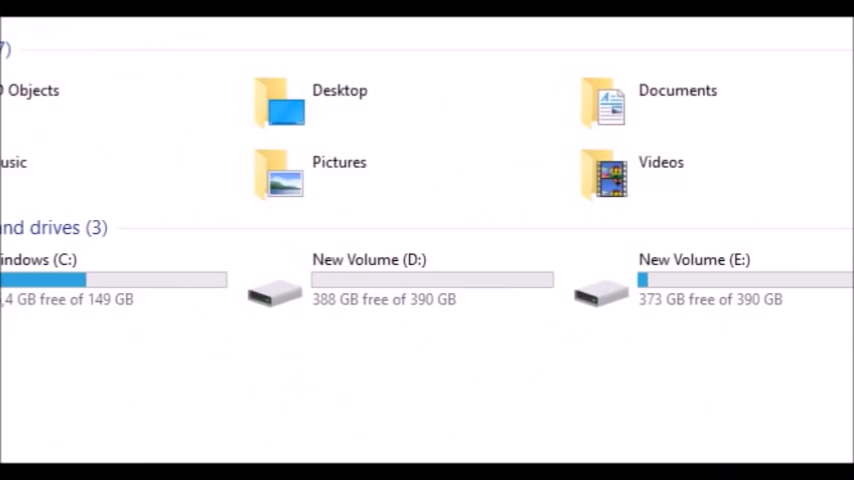 7)
D Objects
Desktop
Documents
usic
Pictures
Videos
and drives (3)
indows (C:)
New Volume (D:)
New Volume (E:)
,4 GB free of 149 GB
388 GB free of 390 GB
373 GB free of 390 GB